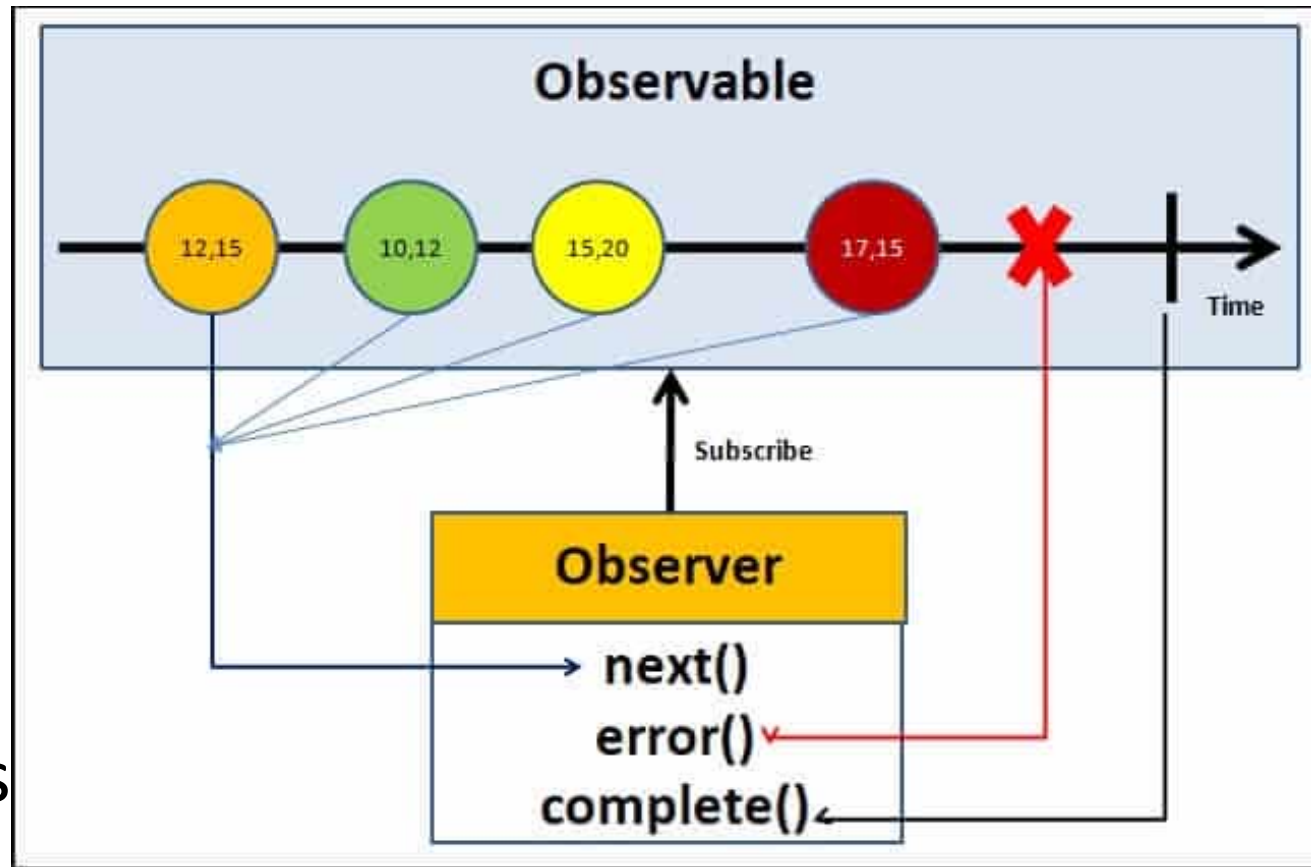 Observable
12,15
10,12
15,20
17,15
Time
Subscribe
Observer
next()
error()
complete()
s